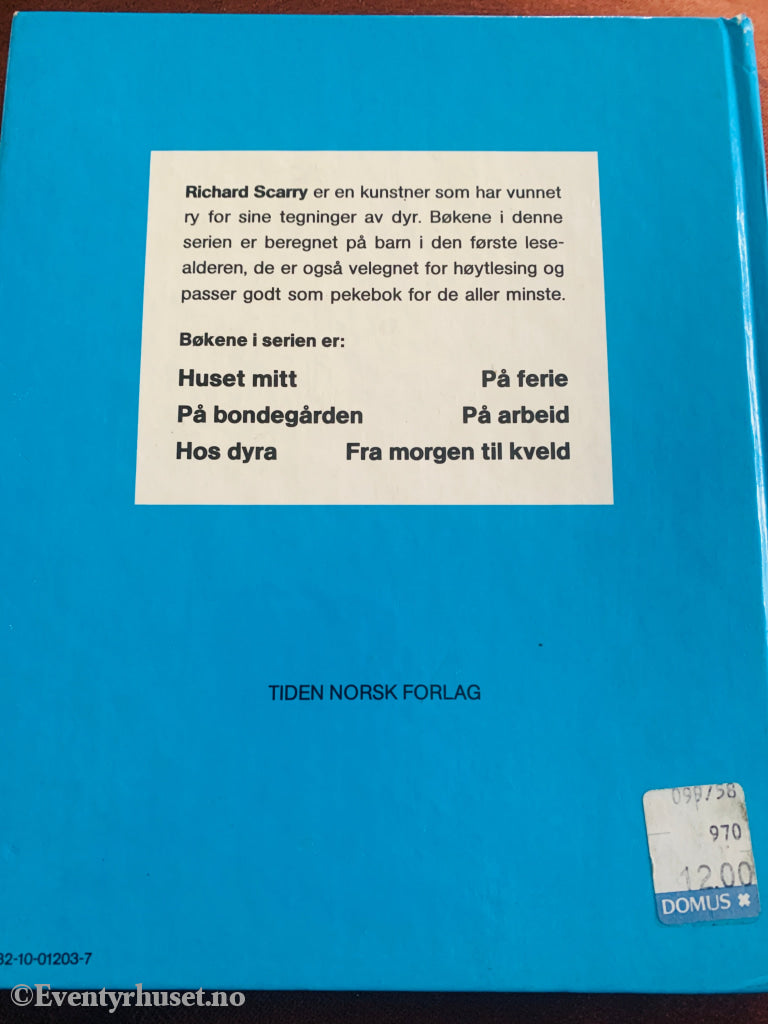 Richard Scarry er en kunstner som har vunnet
ry for sine tegninger av dyr. Bøkene i denne
serien er beregnet på barn i den første lese-
alderen, de er også velegnet for høytlesing og
passer godt som pekebok for de aller minste.
Bøkene i serien er:
Huset mitt På ferie
På bondegården På arbeid
Hos dyra Fra morgen til kveld
TIDEN NORSK FORLAG
970
12.00
DOMUS
82-10-01203-7
©Eventyrhuset.no